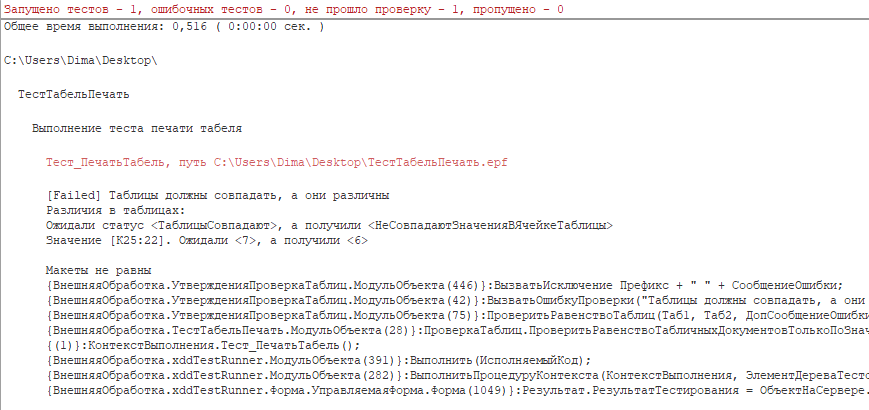 Запущено тестов - 1, ошибочных тестов - 0, не прошло проверку - 1, пропущено - 0
Общее время выполнения: 0,516 ( 0:00:00 сек. )
C:\Users\Dima\Desktop\
ТестТабельПечать
Выполнение теста печати табеля
Тест_ПечатьТабель, путь C:\Users\Dima\Desktop\ТестТабельПечать.epf
[Failed] Таблицы должны совпадать, а они различны
Различия в таблицах:
Ожидали статус <ТаблицыСовпадают>, а получили <НеСовпадаютЗначенияВЯчейкеТаблицы>
Значение [К25:22]. Ожидали <7>, а получили <6>
Макеты не равны
{ВнешняяОбработка.УтвержденияПроверкаТаблиц.МодульОбъекта(446)}:ВызватьИсключение Префикс + " " + СообщениеОшибки;
{ВнешняяОбработка.УтвержденияПроверкаТаблиц.МодульОбъекта(42)}:ВызватьОшибкуПроверки("Таблицы должны совпадать, а они
{ВнешняяОбработка.УтвержденияПроверкаТаблиц.МодульОбъекта(75)}:ПроверитьРавенствоТаблиц(Таб1, Таб2, ДопСообщениеОшибки
{ВнешняяОбработка.ТестТабельПечать.МодульОбъекта(28)}:ПроверкаТаблиц.ПроверитьРавенствоТабличныхДокументовТолькоПоЗнач
{(1)}:КонтекстВыполнения.Тест_ПечатьТабель();
{ВнешняяОбработка.xddTestRunner.МодульОбъекта(391)}:Выполнить(ИсполняемыйКод);
{ВнешняяОбработка.xddTestRunner.МодульОбъекта(282)}:ВыполнитьПроцедуруКонтекста(КонтекстВыполнения, ЭлементДереваТесто
{ВнешняяОбработка.xddTestRunner.Форма.УправляемаяФорма.Форма(1049)}:Результат.РезультатТестирования = ОбъектНаСервере.